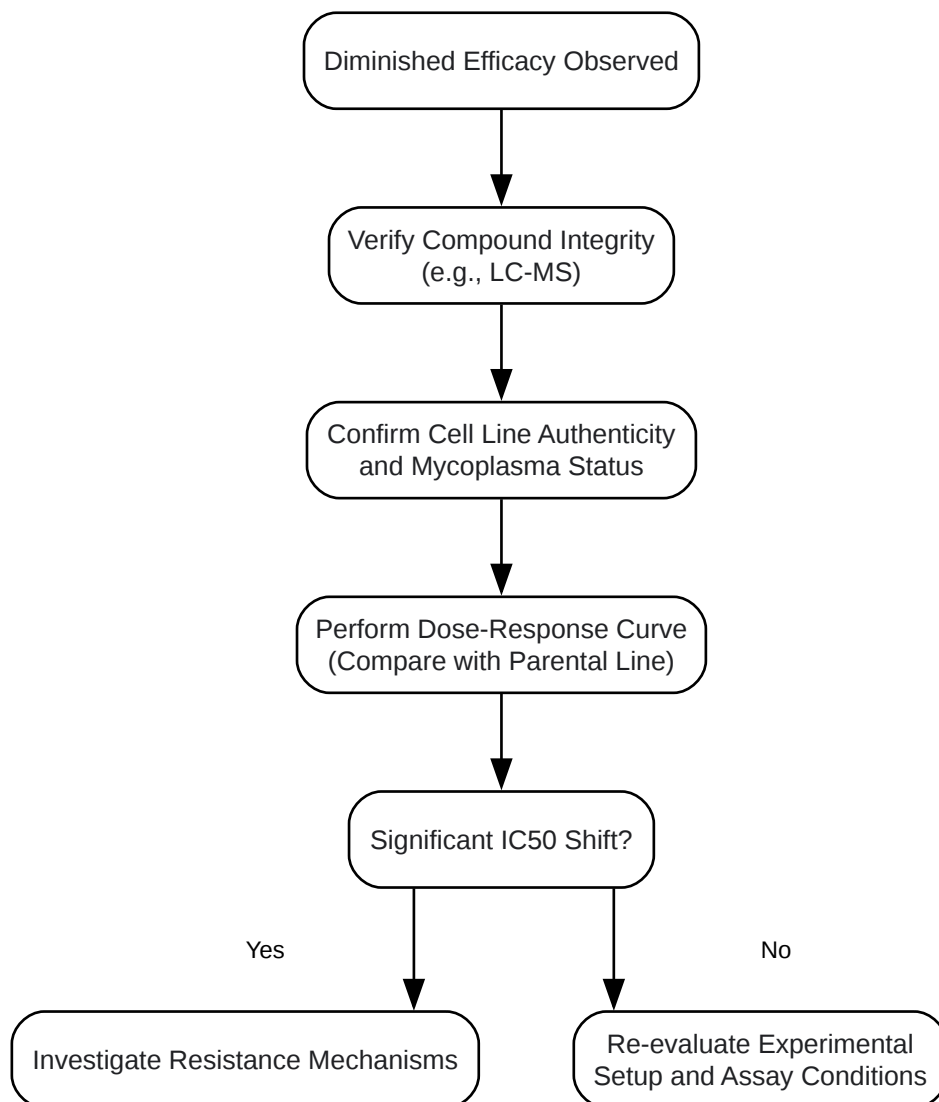 Diminished Efficacy Observed
Verify Compound Integrity
(e.g., LC-MS)
Confirm Cell Line Authenticity
and Mycoplasma Status
Perform Dose-Response Curve
(Compare with Parental Line)
Significant IC50 Shift?
Yes
No
Investigate Resistance Mechanisms
Re-evaluate Experimental
Setup and Assay Conditions